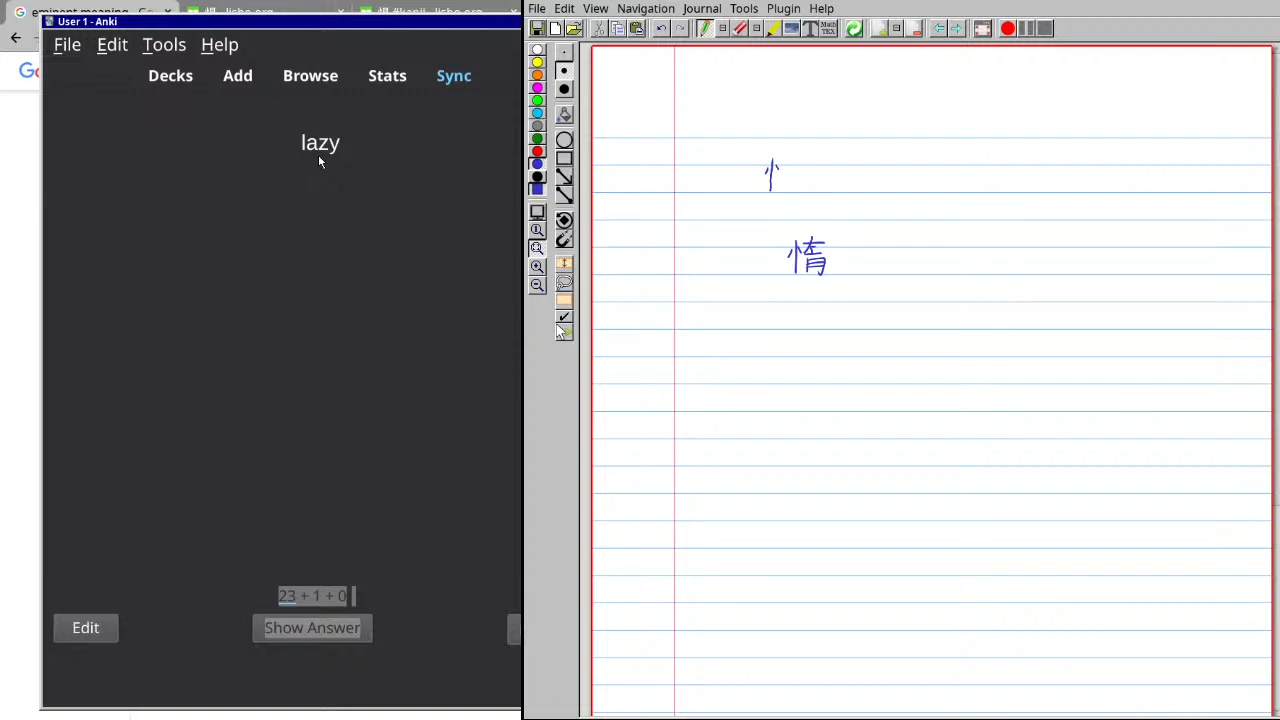 User 1 - Anki
File Edit Tools Help
Decks Add Browse Stats Sync
lazy
23 + 1 + 0
Edit
Show Answer
File Edit View Navigation Journal Tools Plugin Help
忄
惰